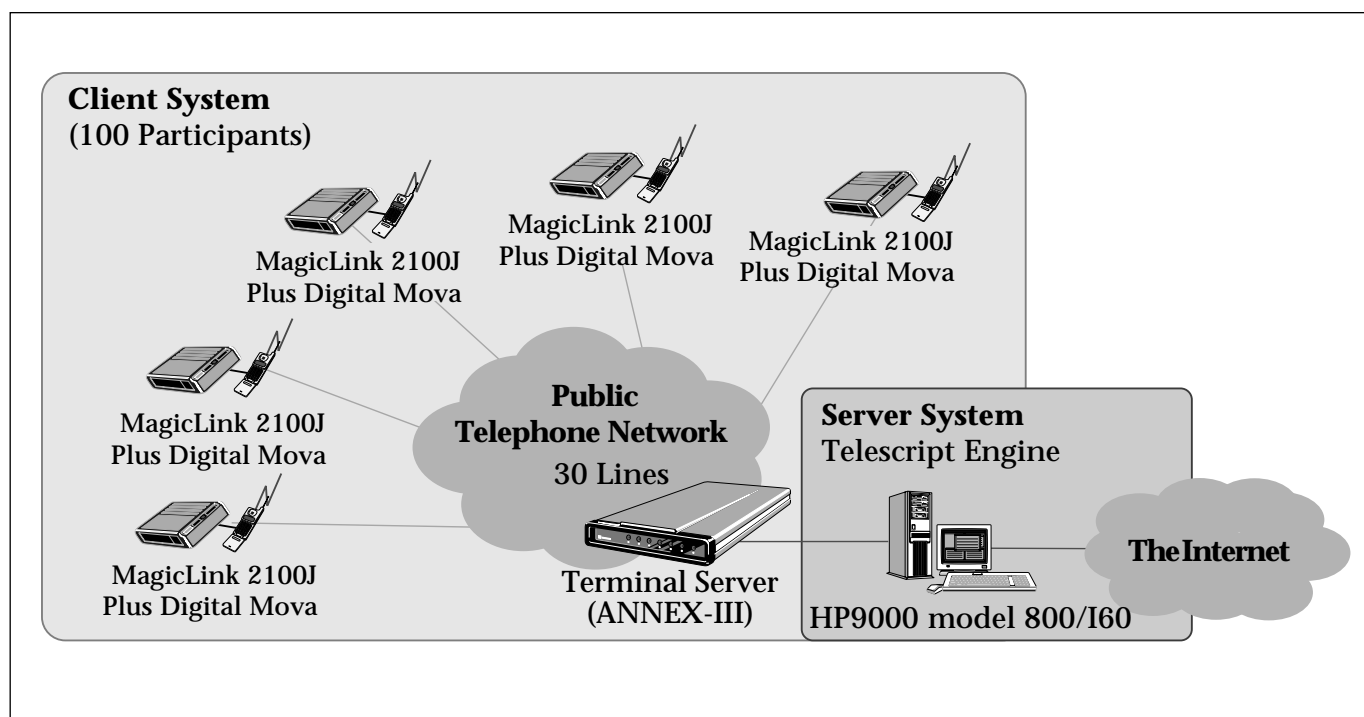 Client System
(100 Participants)
MagicLink 2100J
Plus Digital Mova
MagicLink 2100J
Plus Digital Mova
MagicLink 2100J
Plus Digital Mova
MagicLink 2100J
Plus Digital Mova
MagicLink 2100J
Plus Digital Mova
Public
Telephone Network
30 Lines
Terminal Server
(ANNEX-III)
Server System
Telescript Engine
HP9000 model 800/I60
The Internet